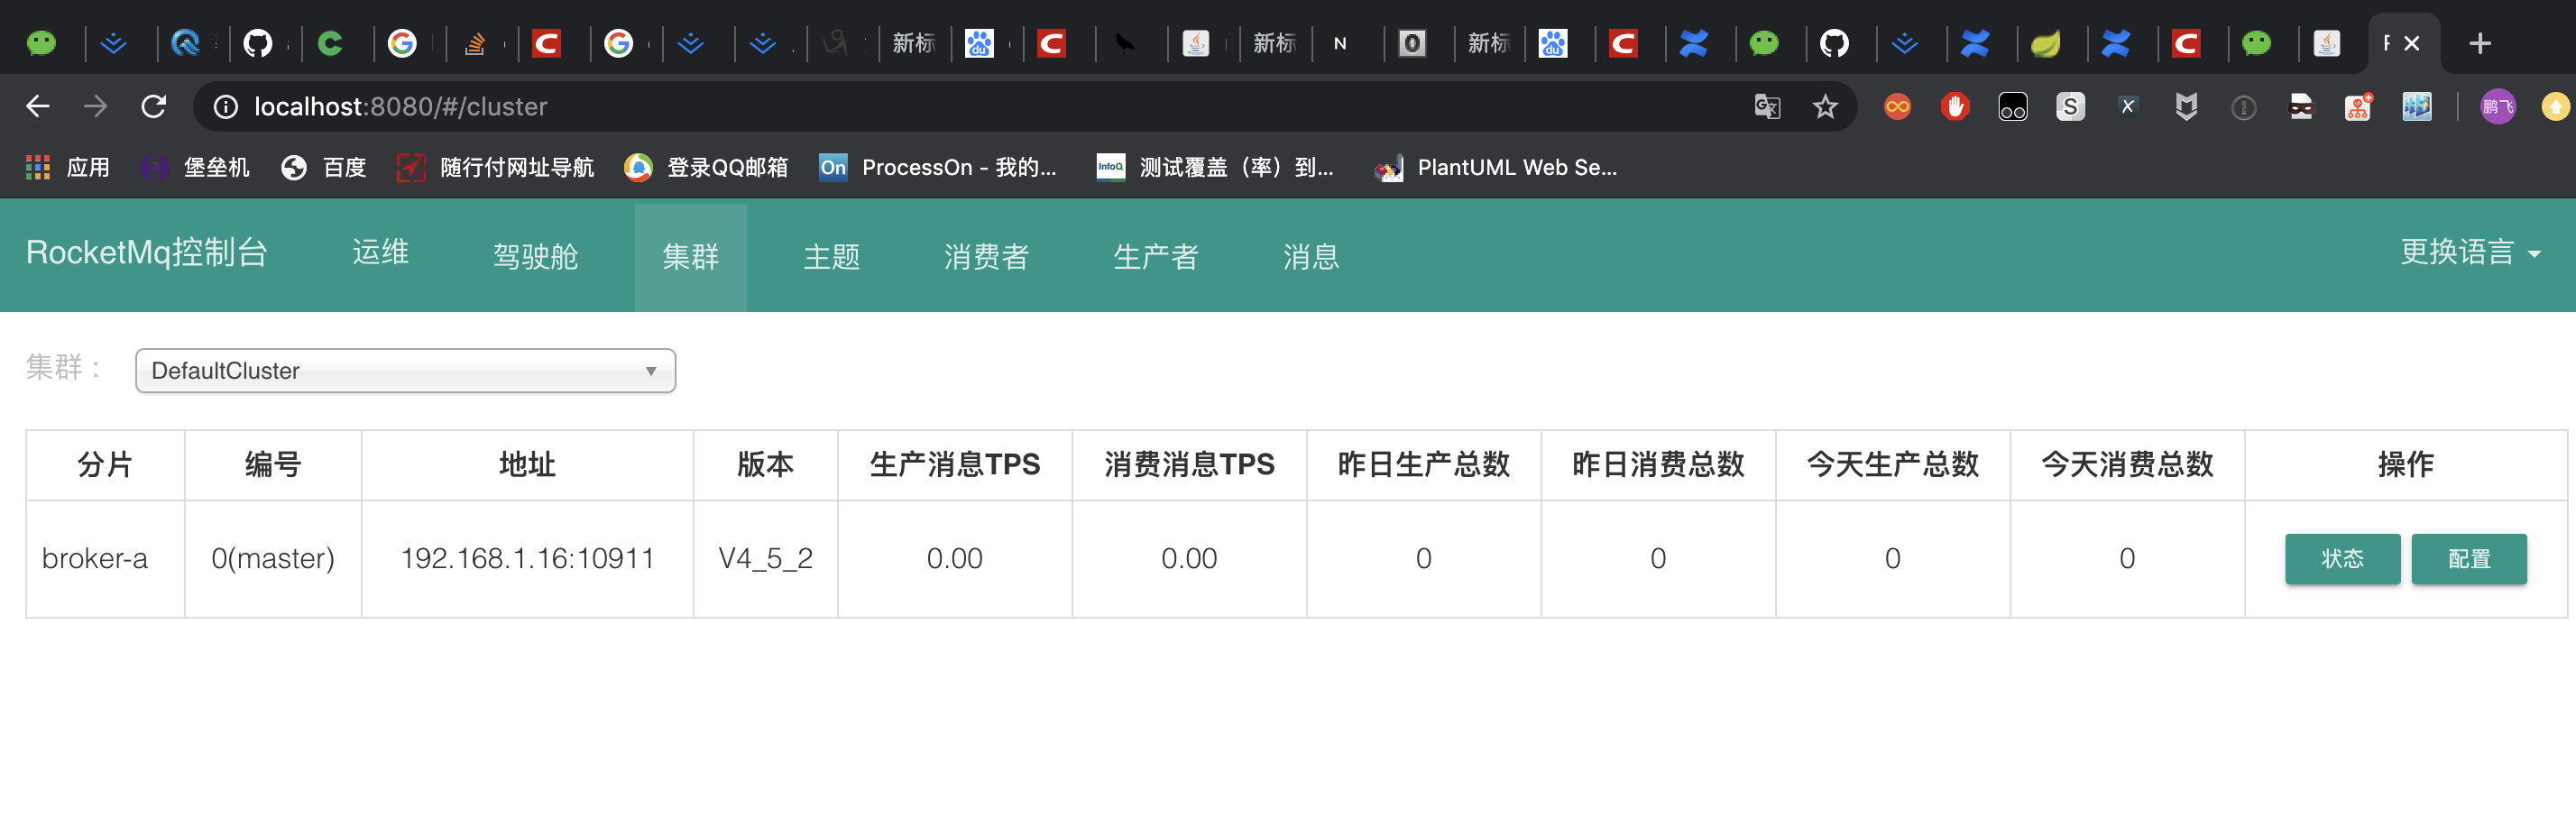 新标 新标 新标
localhost:8080/#/cluster
鹏飞
应用 堡垒机 百度 随行付网址导航 登录QQ邮箱 On ProcessOn - 我的... InfoQ 测试覆盖（率）到... PlantUML Web Se...
RocketMq控制台 运维 驾驶舱 集群 主题 消费者 生产者 消息 更换语言
集群： DefaultCluster
分片 编号 地址 版本 生产消息TPS 消费消息TPS 昨日生产总数 昨日消费总数 今天生产总数 今天消费总数 操作
broker-a 0(master) 192.168.1.16:10911 V4_5_2 0.00 0.00 0 0 0 0 状态 配置